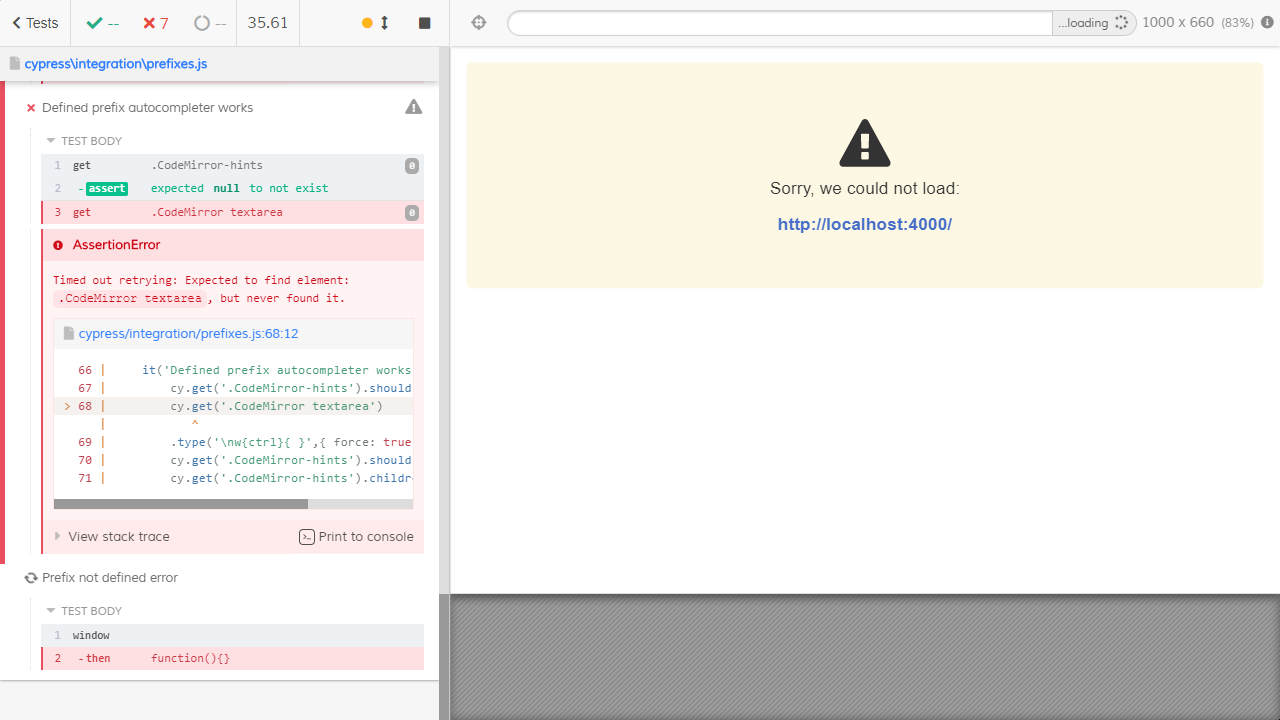 Tests
--
7
--
35.61
...loading
1000 x 660 (83%)
cypress\integration\prefixes.js
Defined prefix autocompleter works
TEST BODY
1 get .CodeMirror-hints 0
2 -assert expected null to not exist
3 get .CodeMirror textarea 0
AssertionError
Timed out retrying: Expected to find element:
.CodeMirror textarea, but never found it.
cypress/integration/prefixes.js:68:12
66 | it('Defined prefix autocompleter works
67 | cy.get('.CodeMirror-hints').should
> 68 | cy.get('.CodeMirror textarea')
| ^
69 | .type('\nw{ctrl}{ }',{ force: true
70 | cy.get('.CodeMirror-hints').should
71 | cy.get('.CodeMirror-hints').childr
View stack trace
Print to console
Prefix not defined error
TEST BODY
1 window
2 -then function(){}
Sorry, we could not load:
http://localhost:4000/